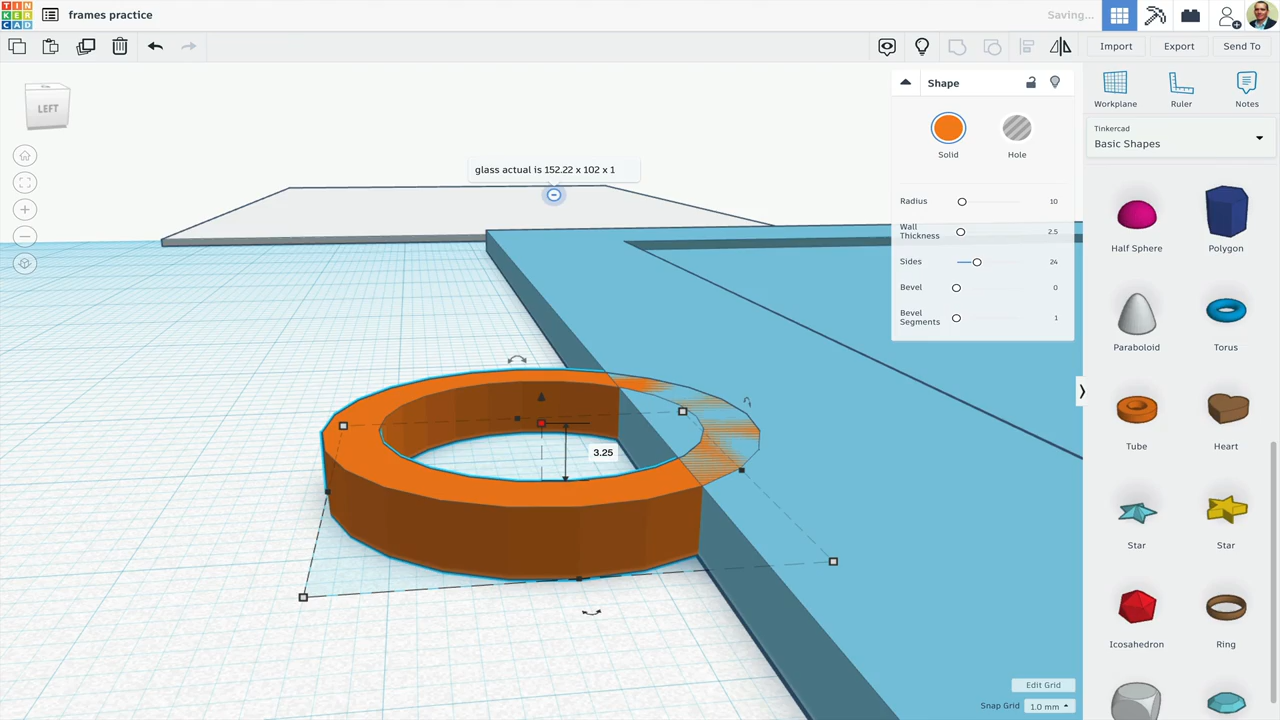 TIN
KER
CAD
frames practice
Saving...
Import
Export
Send To
LEFT
glass actual is 152.22 x 102 x 1
Shape
Solid
Hole
Radius
10
Wall
Thickness
2.5
Sides
24
Bevel
0
Bevel
Segments
1
3.25
Workplane
Ruler
Notes
Tinkercad
Basic Shapes
Half Sphere
Polygon
Paraboloid
Torus
Tube
Heart
Star
Star
Icosahedron
Ring
Edit Grid
Snap Grid
1.0 mm